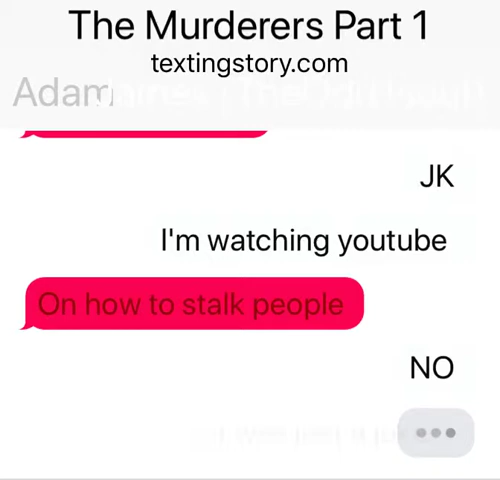 The Murderers Part 1
textingstory.com
Adam
JK
I'm watching youtube
On how to stalk people
NO